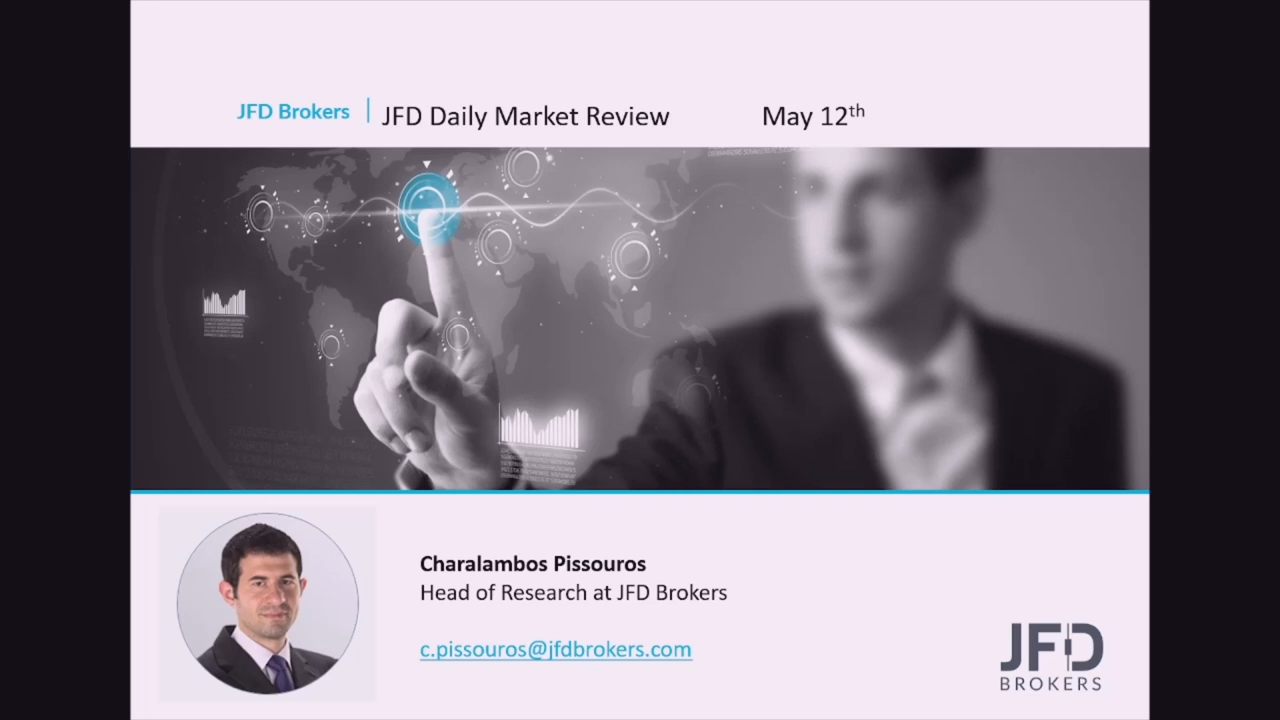 JFD Brokers
JFD Daily Market Review
May 12th
Charalambos Pissouros
Head of Research at JFD Brokers
c.pissouros@jfdbrokers.com
JFD
BROKERS